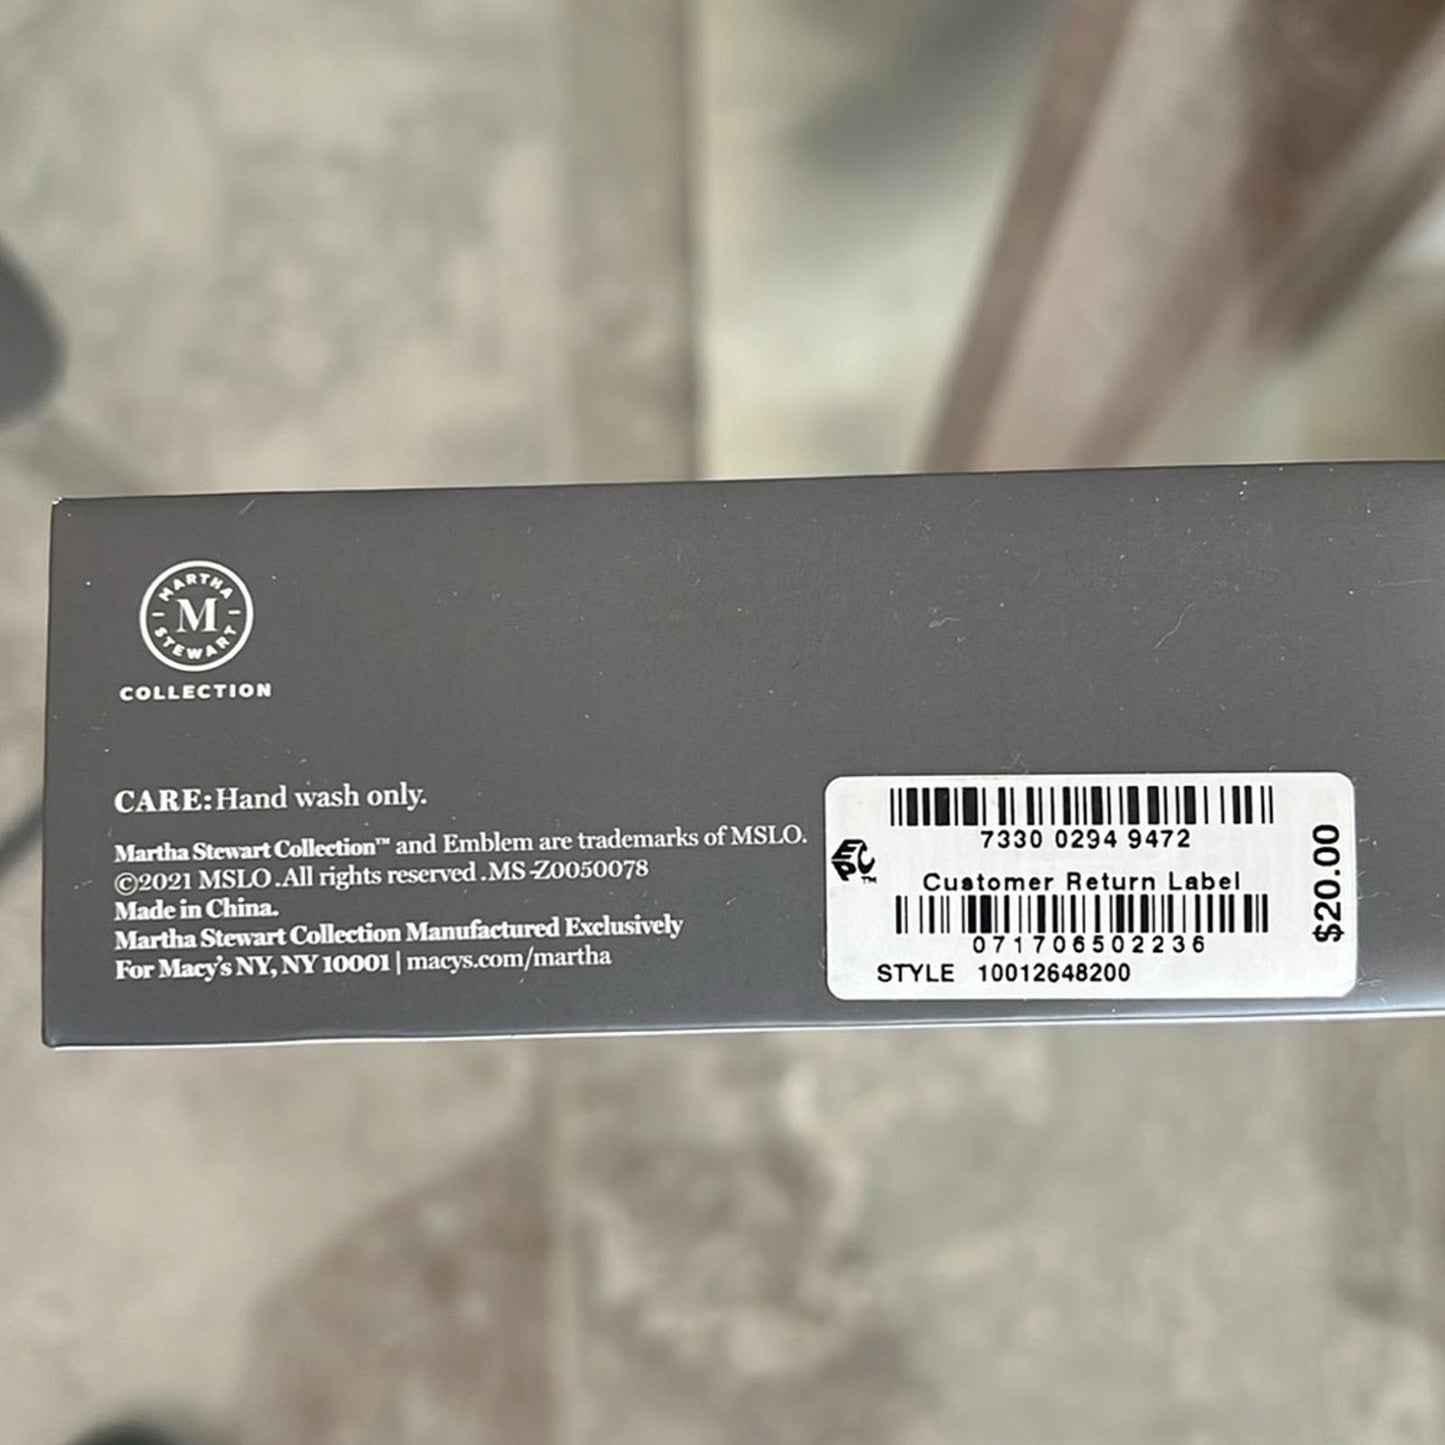 MARTHA
M
STEWART
COLLECTION
CARE:Hand wash only.
Martha Stewart Collection™ and Emblem are trademarks of MSLO.
©2021 MSLO.All rights reserved.MS-Z0050078
Made in China.
Martha Stewart Collection Manufactured Exclusively
For Macy's NY, NY 10001 | macys.com/martha
7330 0294 9472
EPC™
Customer Return Label
071706502236
STYLE 10012648200
$20.00